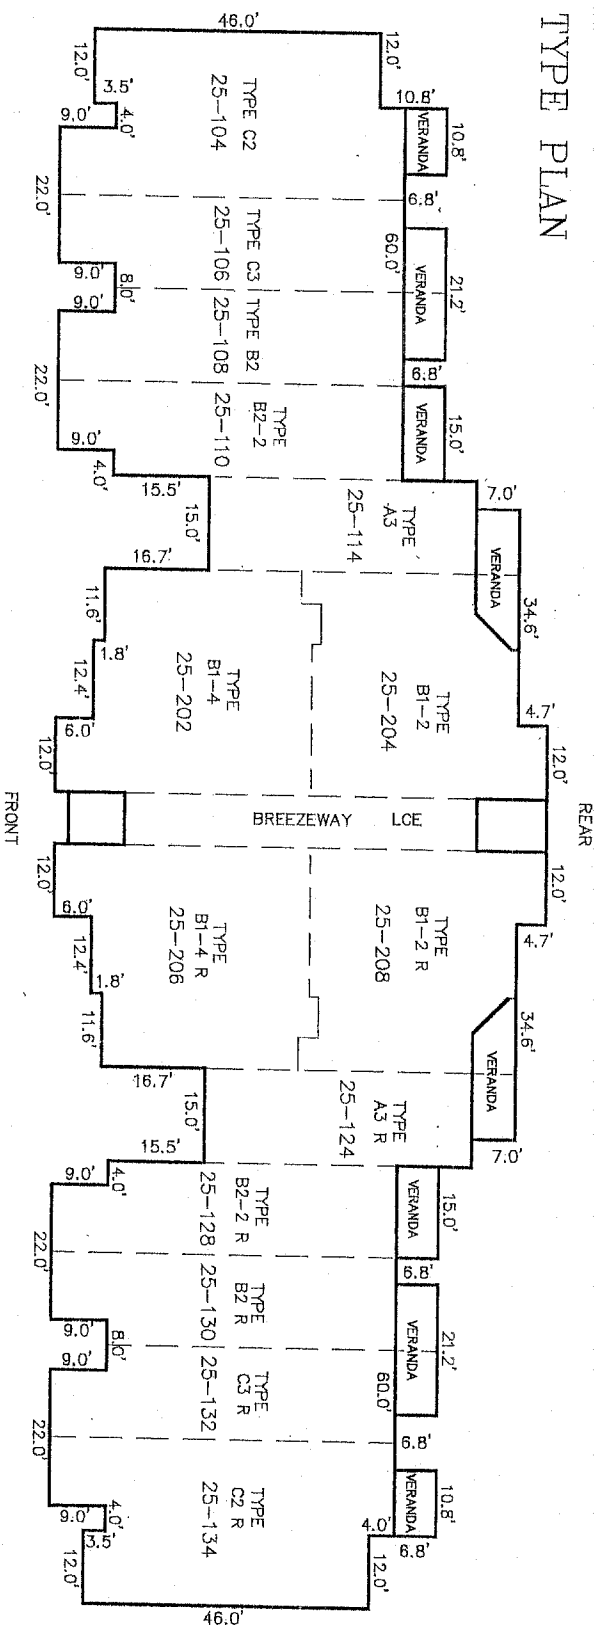 TYPE PLAN
REAR
46.0'
12.0'
10.8'
VERANDA
10.8'
6.8'
60.0'
VERANDA
21.2'
6.8'
VERANDA
15.0'
7.0'
VERANDA
34.6'
4.7'
12.0'
12.0'
4.7'
34.6'
VERANDA
7.0'
VERANDA
15.0'
6.8'
VERANDA
21.2'
60.0'
6.8'
VERANDA
10.8'
6.8'
4.0'
12.0'
46.0'
TYPE C2
25-104
TYPE C3
25-106
TYPE B2
25-108
TYPE
B2-2
25-110
TYPE
A3
25-114
TYPE
B1-2
25-204
TYPE
B1-4
25-202
BREEZEWAY LCE
TYPE
B1-2 R
25-208
TYPE
B1-4 R
25-206
TYPE
A3 R
25-124
TYPE
B2-2 R
25-128
TYPE
B2 R
25-130
TYPE
C3 R
25-132
TYPE
C2 R
25-134
12.0'
3.5'
4.0'
9.0'
22.0'
9.0'
8.0'
9.0'
22.0'
9.0'
4.0'
15.5'
15.0'
16.7'
11.6'
1.8'
12.4'
6.0'
12.0'
12.0'
6.0'
12.4'
1.8'
11.6'
16.7'
15.0'
15.5'
4.0'
9.0'
22.0'
9.0'
8.0'
9.0'
22.0'
9.0'
4.0'
3.5'
12.0'
FRONT